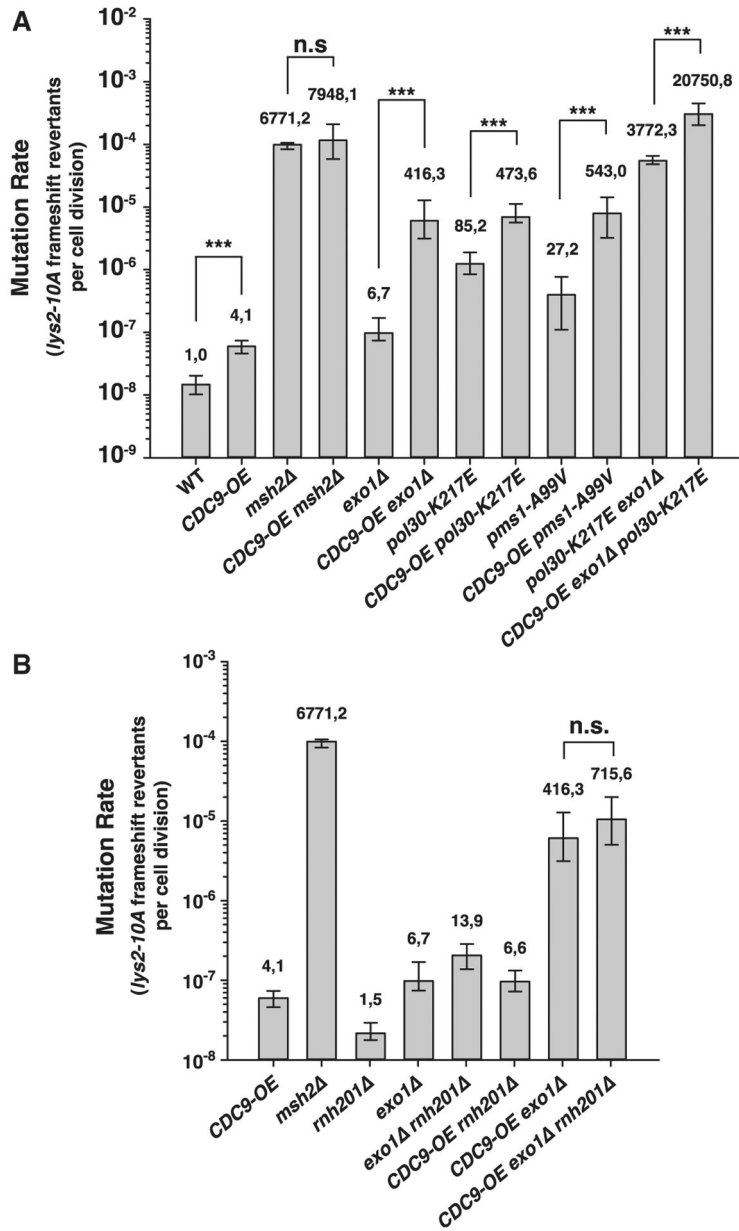 A
Mutation Rate
(lys2-10A frameshift revertants
per cell division)
10-2
10-3
10-4
10-5
10-6
10-7
10-8
10-9
***
n.s
***
***
***
***
1,0
4,1
6771,2
7948,1
6,7
416,3
85,2
473,6
27,2
543,0
3772,3
20750,8
WT
CDC9-OE
msh2Δ
CDC9-OE msh2Δ
exo1Δ
CDC9-OE exo1Δ
pol30-K217E
CDC9-OE pol30-K217E
pms1-A99V
CDC9-OE pms1-A99V
pol30-K217E exo1Δ
CDC9-OE exo1Δ pol30-K217E
B
Mutation Rate
(lys2-10A frameshift revertants
per cell division)
10-3
10-4
10-5
10-6
10-7
10-8
n.s.
4,1
6771,2
1,5
6,7
13,9
6,6
416,3
715,6
CDC9-OE
msh2Δ
rnh201Δ
exo1Δ
exo1Δ rnh201Δ
CDC9-OE rnh201Δ
CDC9-OE exo1Δ
CDC9-OE exo1Δ rnh201Δ